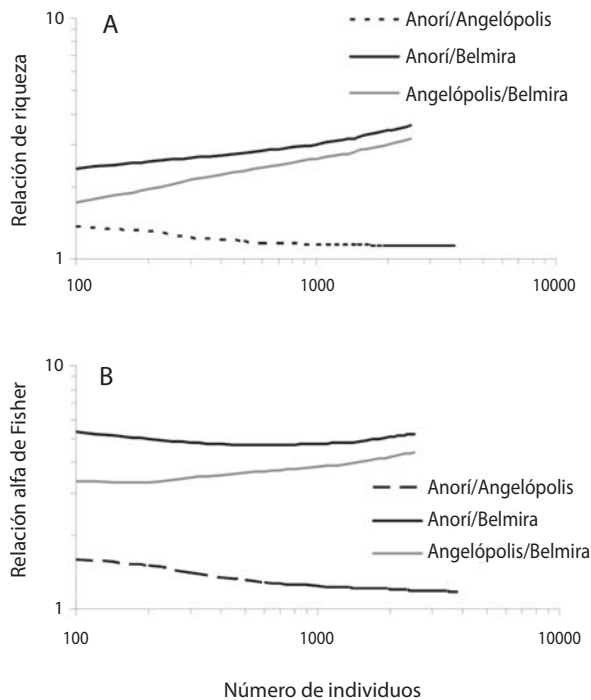 A
10
Relación de riqueza
1
100
1000
10000
Anorí/Angelópolis
Anorí/Belmira
Angelópolis/Belmira
B
10
Relación alfa de Fisher
1
100
1000
10000
Anorí/Angelópolis
Anorí/Belmira
Angelópolis/Belmira
Número de individuos